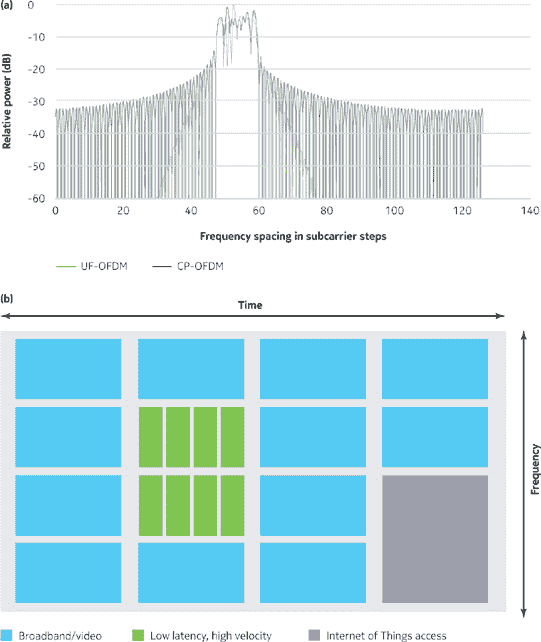 (a)
0
-10
-20
-30
-40
-50
-60
Relative power (dB)
0 20 40 60 80 100 120 140
Frequency spacing in subcarrier steps
UF-OFDM CP-OFDM
(b)
Time
Frequency
Broadband/video Low latency, high velocity Internet of Things access